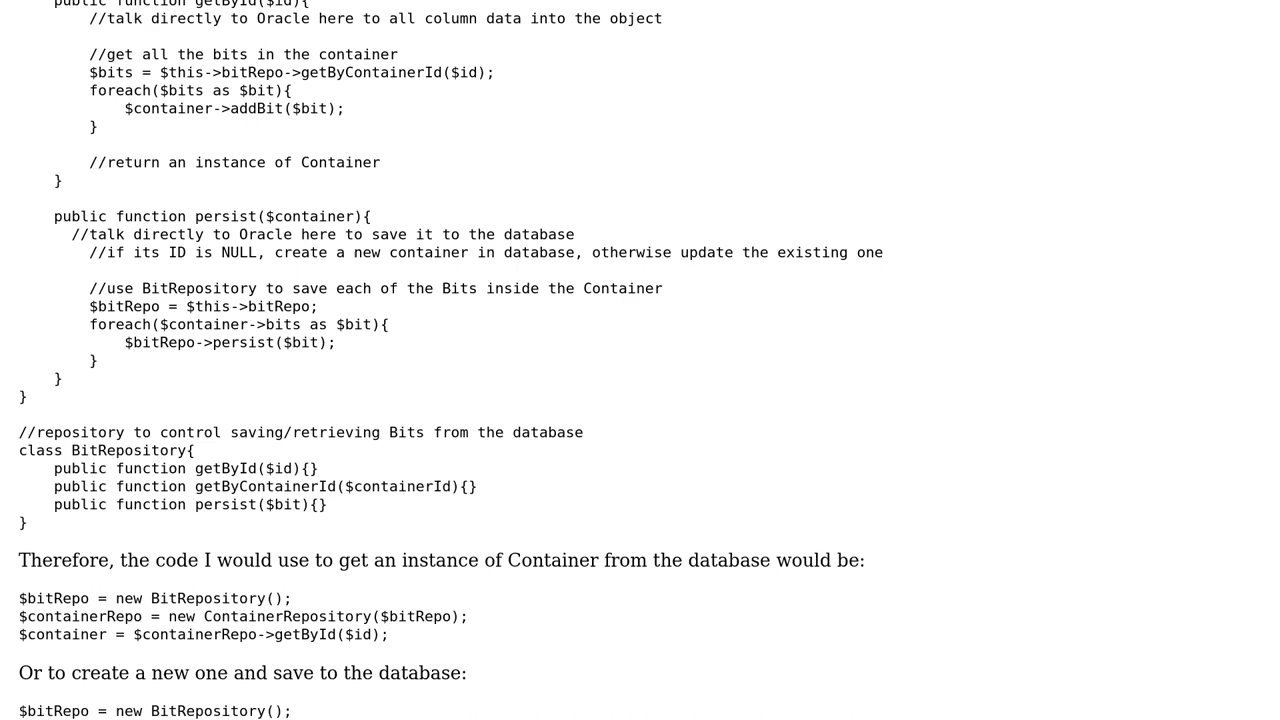 public function getById($id){
        //talk directly to Oracle here to all column data into the object

        //get all the bits in the container
        $bits = $this->bitRepo->getByContainerId($id);
        foreach($bits as $bit){
            $container->addBit($bit);
        }

        //return an instance of Container
    }

    public function persist($container){
      //talk directly to Oracle here to save it to the database
        //if its ID is NULL, create a new container in database, otherwise update the existing one

        //use BitRepository to save each of the Bits inside the Container
        $bitRepo = $this->bitRepo;
        foreach($container->bits as $bit){
            $bitRepo->persist($bit);
        }
    }
}

//repository to control saving/retrieving Bits from the database
class BitRepository{
    public function getById($id){}
    public function getByContainerId($containerId){}
    public function persist($bit){}
}
Therefore, the code I would use to get an instance of Container from the database would be:
$bitRepo = new BitRepository();
$containerRepo = new ContainerRepository($bitRepo);
$container = $containerRepo->getById($id);
Or to create a new one and save to the database:
$bitRepo = new BitRepository();